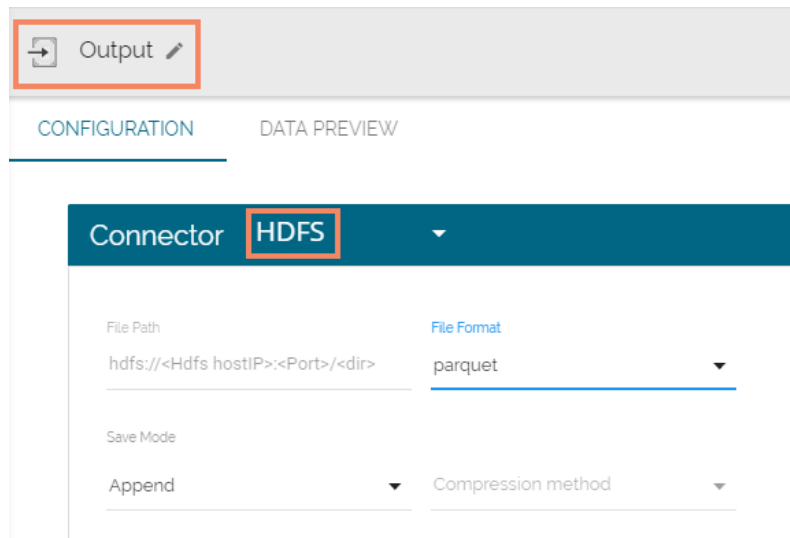 Output
CONFIGURATION DATA PREVIEW
Connector HDFS
File Path File Format
hdfs://<Hdfs hostIP>:<Port>/<dir> parquet
Save Mode
Append Compression method